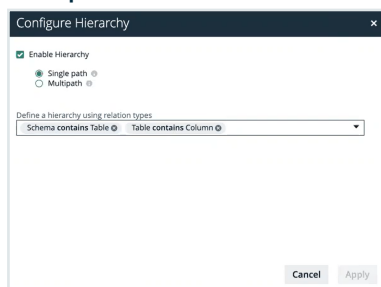 Configure Hierarchy
Enable Hierarchy
Single path
Multipath
Define a hierarchy using relation types
Schema contains Table Table contains Column
Cancel Apply